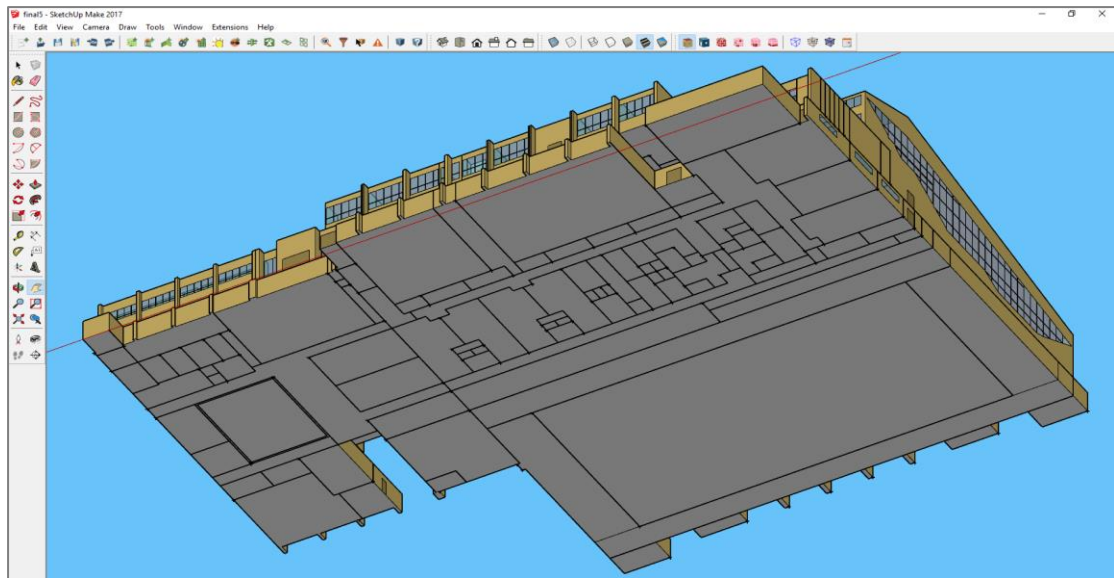 final5 - SketchUp Make 2017
File Edit View Camera Draw Tools Window Extensions Help